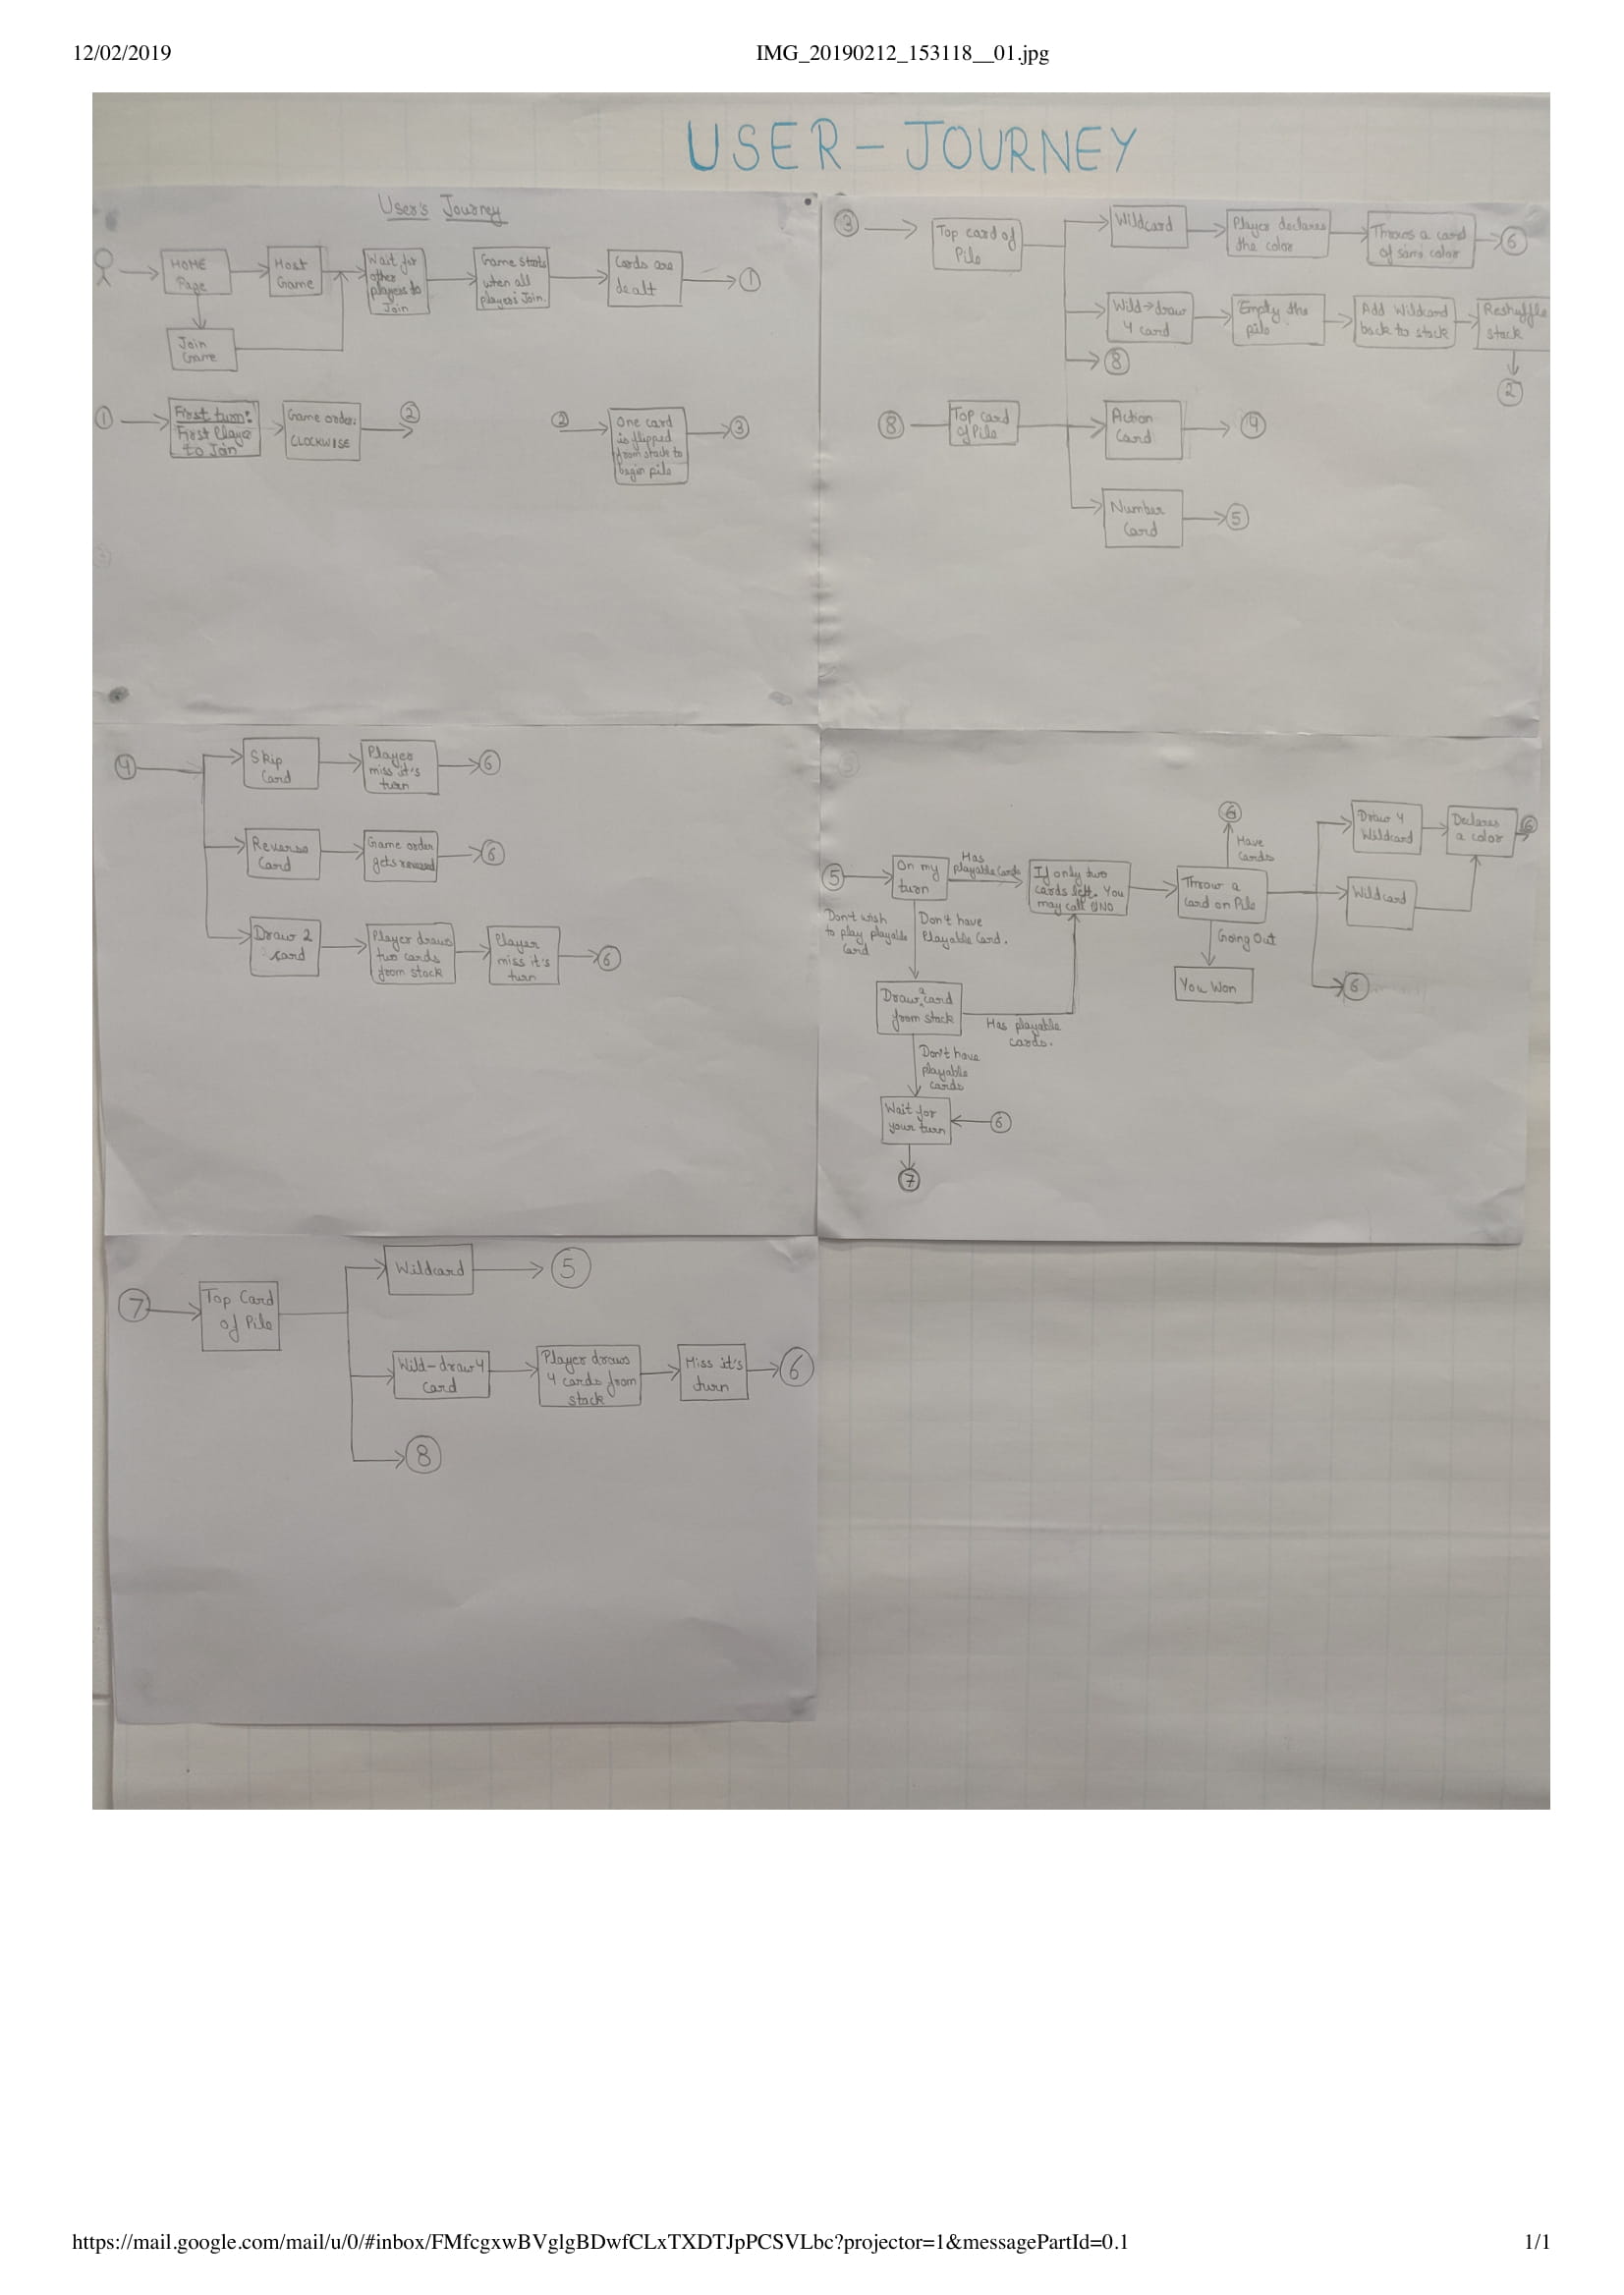 12/02/2019
IMG_20190212_153118__01.jpg
USER-JOURNEY
User's Journey
HOME
Page
Host
Game
Wait for
other
players to
Join
Game starts
when all
players Join.
Cards are
dealt
1
Join
Game
1
First turn:
First Player
to Join
Game order:
CLOCKWISE
2
2
One card
is flipped
from stack to
begin pile
3
3
Top card of
Pile
Wildcard
Player declares
the color
Throws a card
of same color
6
Wild→draw
4 card
Empty the
pile
Add Wildcard
back to stack
Reshuffle
stack
2
8
8
Top card
of Pile
Action
Card
4
Number
Card
5
4
Skip
Card
Player
miss it's
turn
6
Reverse
Card
Game order
gets reversed
6
Draw 2
card
Player draws
two cards
from stack
Player
miss it's
turn
6
5
On my
turn
Has
playable cards
If only two
cards left. You
may call UNO
Throw a
card on Pile
6
Have
cards
Going Out
You Won
Draw 4
Wildcard
Declares
a color
6
Wildcard
6
Don't wish
to play playable
card
Don't have
Playable Card.
Draw a card
from stack
Has playable
cards.
Don't have
playable
cards
Wait for
your turn
6
7
7
Top Card
of Pile
Wildcard
5
Wild-draw 4
card
Player draws
4 cards from
stack
Miss it's
turn
6
8
https://mail.google.com/mail/u/0/#inbox/FMfcgxwBVglgBDwfCLxTXDTJpPCSVLbc?projector=1&messagePartId=0.1
1/1